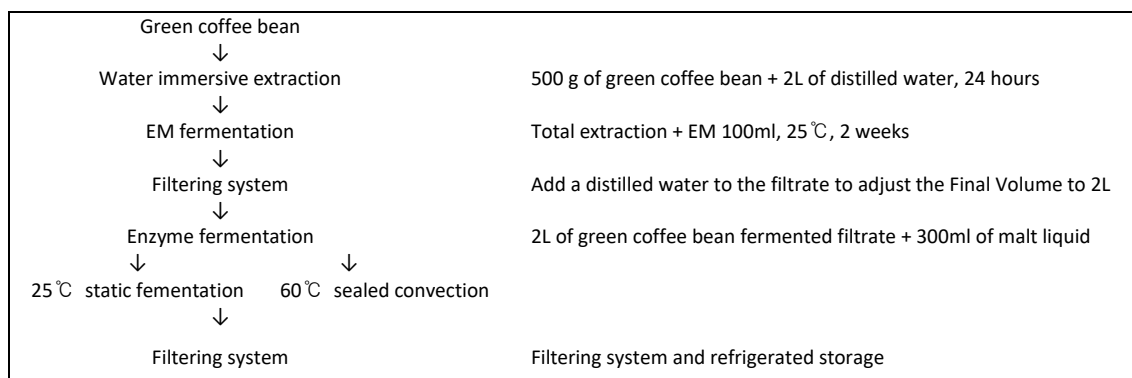 Green coffee bean
↓
Water immersive extraction 500 g of green coffee bean + 2L of distilled water, 24 hours
↓
EM fermentation Total extraction + EM 100ml, 25℃, 2 weeks
↓
Filtering system Add a distilled water to the filtrate to adjust the Final Volume to 2L
↓
Enzyme fermentation 2L of green coffee bean fermented filtrate + 300ml of malt liquid
↓ ↓
25℃ static fementation 60℃ sealed convection
↓
Filtering system Filtering system and refrigerated storage